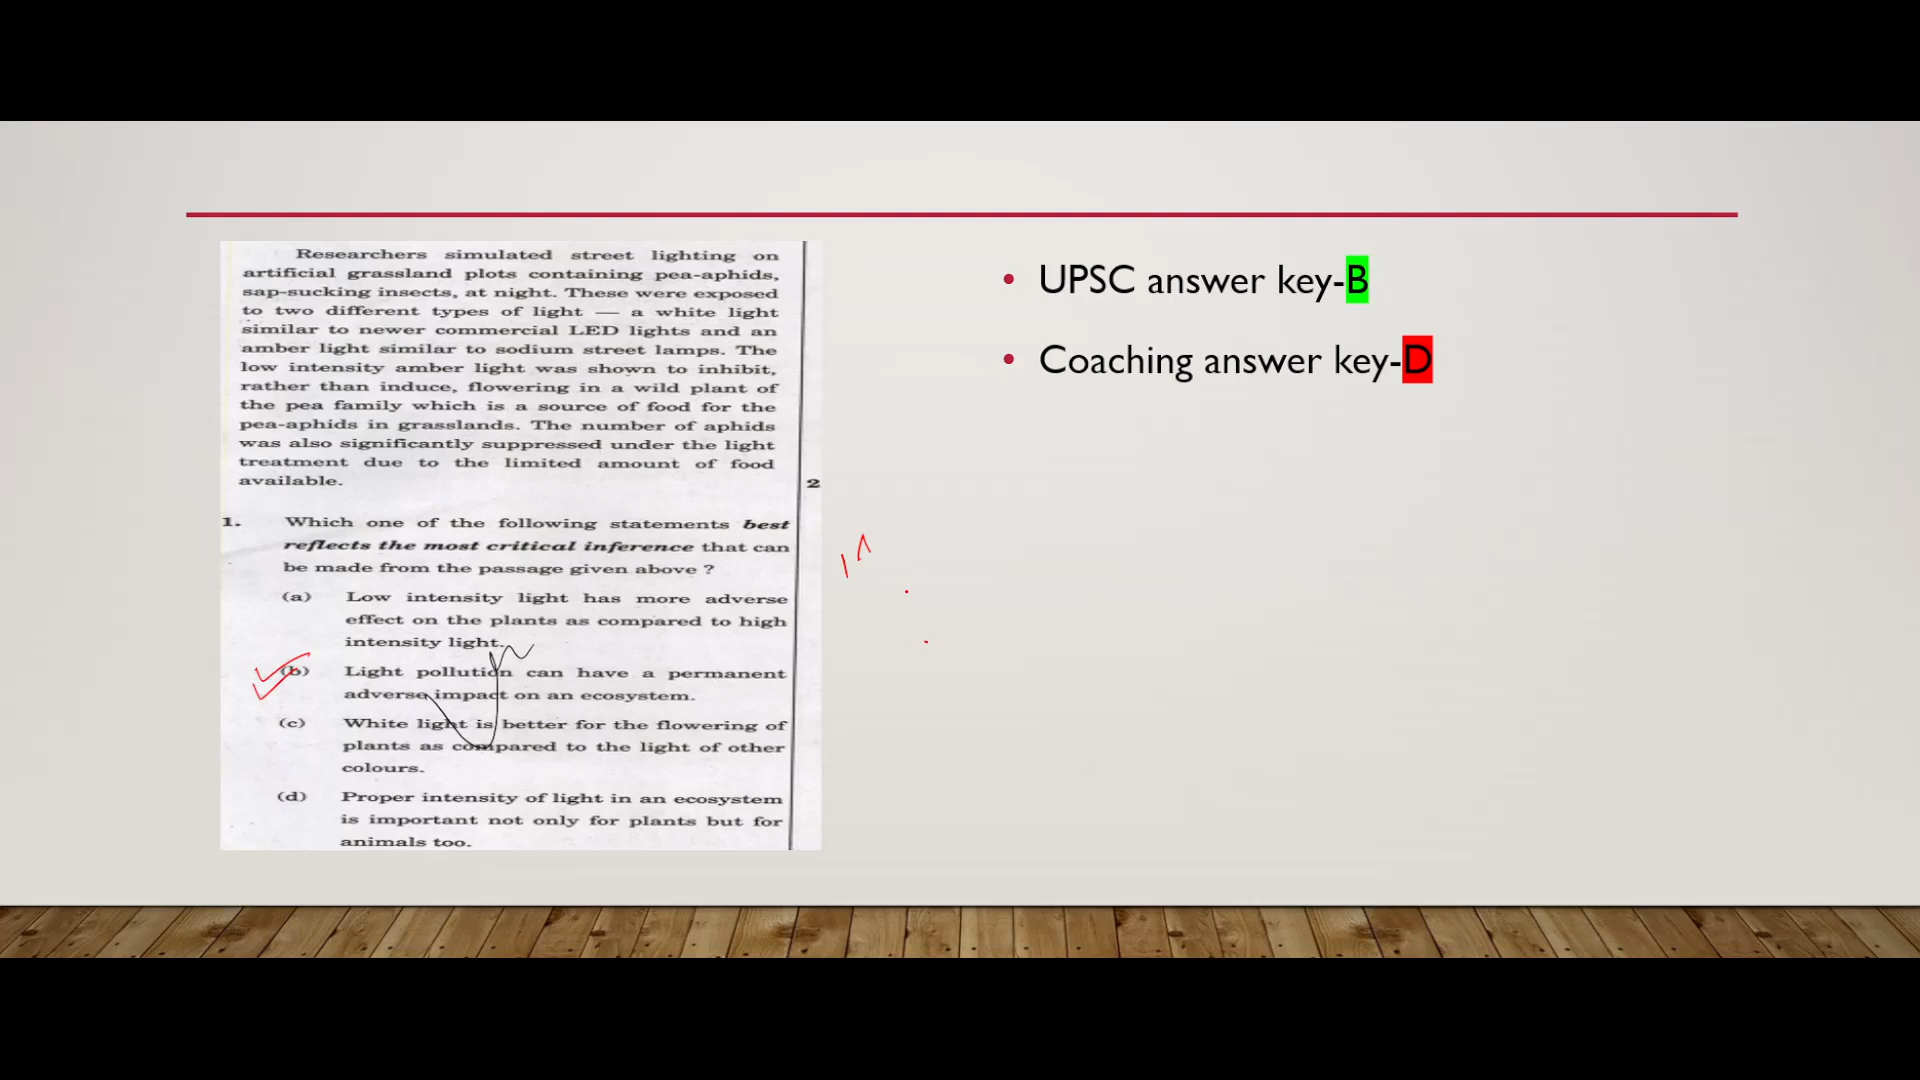 Researchers simulated street lighting on
artificial grassland plots containing pea-aphids,
sap-sucking insects, at night. These were exposed
to two different types of light — a white light
similar to newer commercial LED lights and an
amber light similar to sodium street lamps. The
low intensity amber light was shown to inhibit,
rather than induce, flowering in a wild plant of
the pea family which is a source of food for the
pea-aphids in grasslands. The number of aphids
was also significantly suppressed under the light
treatment due to the limited amount of food
available.
2
1. Which one of the following statements best
reflects the most critical inference that can
be made from the passage given above ?
(a) Low intensity light has more adverse
effect on the plants as compared to high
intensity light.
(b) Light pollution can have a permanent
adverse impact on an ecosystem.
(c) White light is better for the flowering of
plants as compared to the light of other
colours.
(d) Proper intensity of light in an ecosystem
is important not only for plants but for
animals too.
• UPSC answer key-B
• Coaching answer key-D